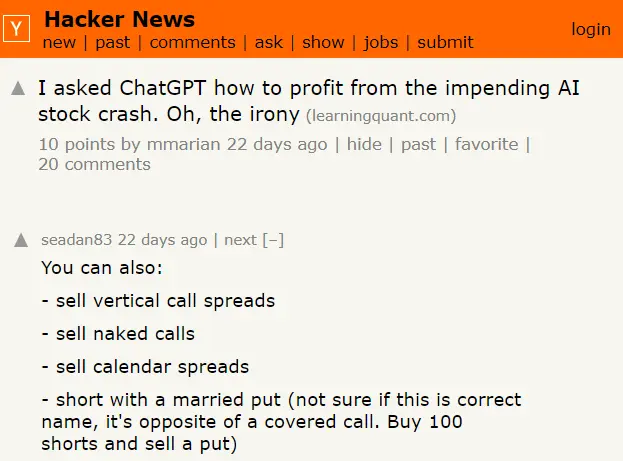 Y
Hacker News
new | past | comments | ask | show | jobs | submit
login
I asked ChatGPT how to profit from the impending AI
stock crash. Oh, the irony (learningquant.com)
10 points by mmarian 22 days ago | hide | past | favorite |
20 comments
seadan83 22 days ago | next [–]
You can also:
- sell vertical call spreads
- sell naked calls
- sell calendar spreads
- short with a married put (not sure if this is correct
name, it's opposite of a covered call. Buy 100
shorts and sell a put)